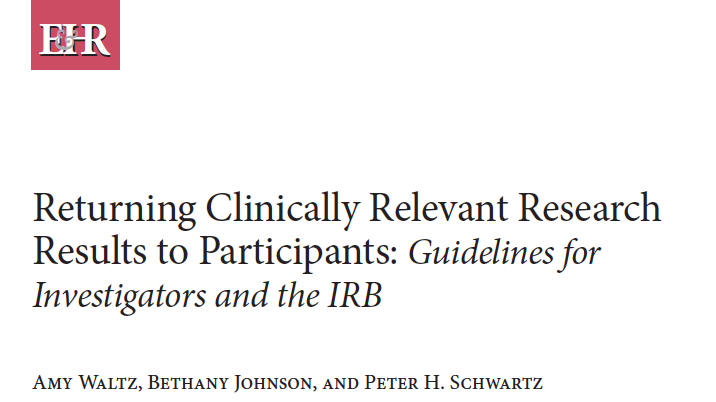 E&HR
Returning Clinically Relevant Research
Results to Participants: Guidelines for
Investigators and the IRB
Amy Waltz, Bethany Johnson, and Peter H. Schwartz